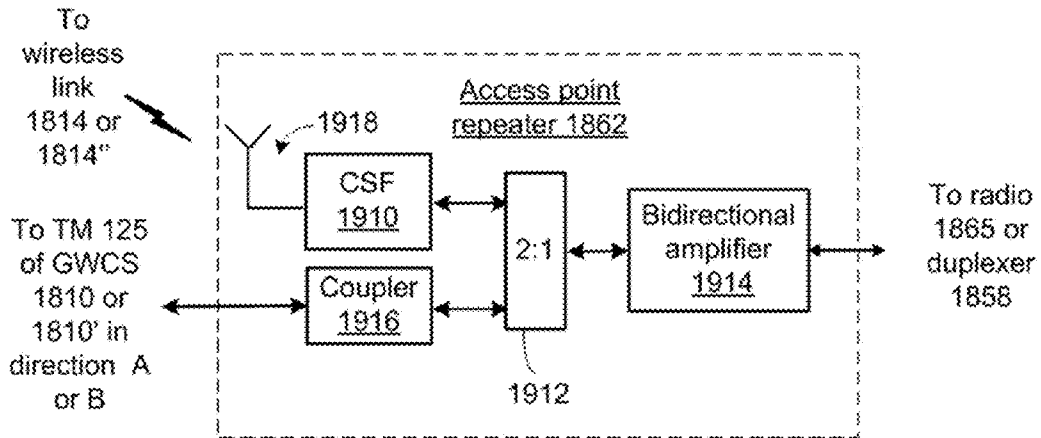 To
wireless
link
1814 or
1814"
Access point
repeater 1862
1918
CSF
1910
2:1
Bidirectional
amplifier
1914
To radio
1865 or
duplexer
1858
To TM 125
of GWCS
1810 or
1810' in
direction A
or B
Coupler
1916
1912